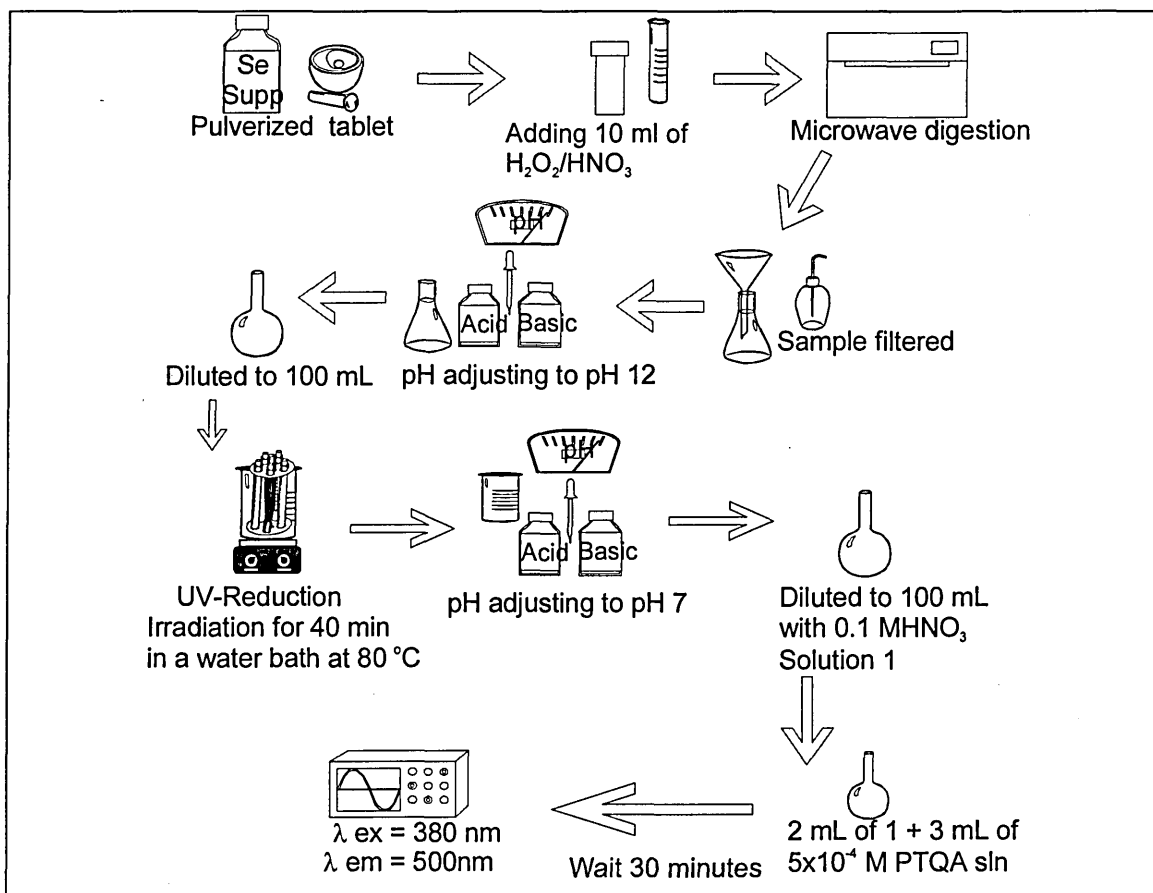 Se
Supp
Pulverized tablet
Adding 10 ml of
H₂O₂/HNO₃
Microwave digestion
Sample filtered
pH
Acid Basic
pH adjusting to pH 12
Diluted to 100 mL
UV-Reduction
Irradiation for 40 min
in a water bath at 80 °C
pH
Acid Basic
pH adjusting to pH 7
Diluted to 100 mL
with 0.1 MHNO₃
Solution 1
2 mL of 1 + 3 mL of
5x10⁻⁴ M PTQA sln
Wait 30 minutes
λ ex = 380 nm
λ em = 500nm